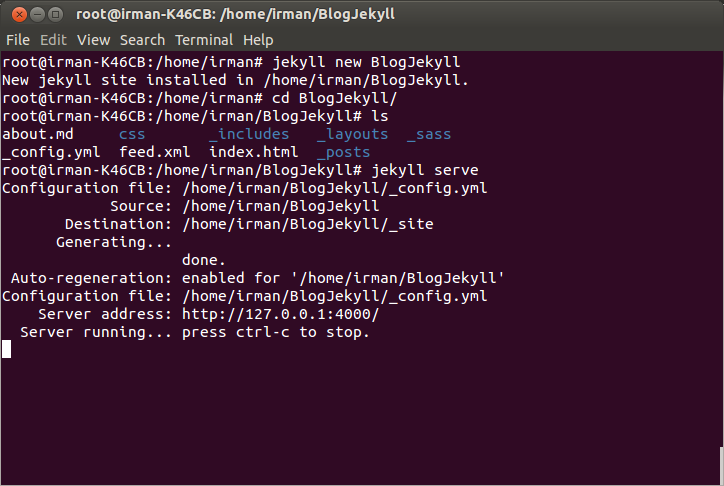 root@irman-K46CB: /home/irman/BlogJekyll
File Edit View Search Terminal Help
root@irman-K46CB:/home/irman# jekyll new BlogJekyll
New jekyll site installed in /home/irman/BlogJekyll.
root@irman-K46CB:/home/irman# cd BlogJekyll/
root@irman-K46CB:/home/irman/BlogJekyll# ls
about.md     css       _includes   _layouts  _sass
_config.yml  feed.xml  index.html  _posts
root@irman-K46CB:/home/irman/BlogJekyll# jekyll serve
Configuration file: /home/irman/BlogJekyll/_config.yml
            Source: /home/irman/BlogJekyll
       Destination: /home/irman/BlogJekyll/_site
      Generating...
                    done.
 Auto-regeneration: enabled for '/home/irman/BlogJekyll'
Configuration file: /home/irman/BlogJekyll/_config.yml
    Server address: http://127.0.0.1:4000/
  Server running... press ctrl-c to stop.